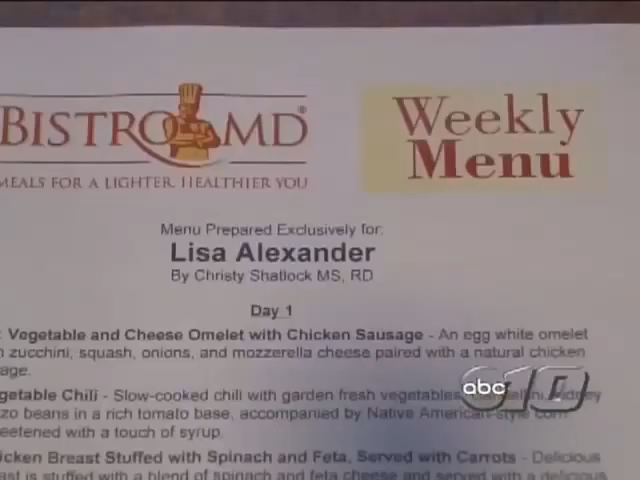 BISTRO MD®
MEALS FOR A LIGHTER, HEALTHIER YOU
Weekly
Menu
Menu Prepared Exclusively for:
Lisa Alexander
By Christy Shatlock MS, RD
Day 1
Vegetable and Cheese Omelet with Chicken Sausage - An egg white omelet
zucchini, squash, onions, and mozzerella cheese paired with a natural chicken
age.
getable Chili - Slow-cooked chili with garden fresh vegetables,
zo beans in a rich tomato base, accompanied by Native American-style corn
eetened with a touch of syrup.
icken Breast Stuffed with Spinach and Feta, Served with Carrots - Delicious
ast is stuffed with a blend of spinach and feta cheese and served with a delicious
abc 10